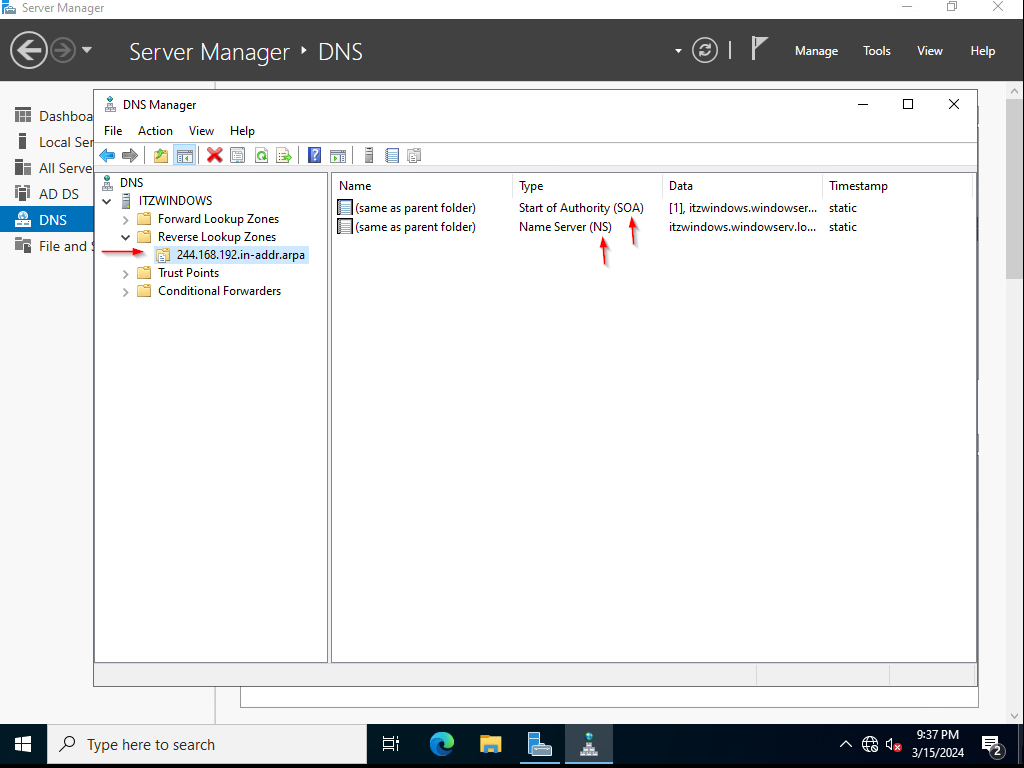 Server Manager
Server Manager ‣ DNS
Manage Tools View Help
Dashboa
Local Ser
All Serve
AD DS
DNS
File and S
DNS Manager
File Action View Help
DNS
ITZWINDOWS
Forward Lookup Zones
Reverse Lookup Zones
244.168.192.in-addr.arpa
Trust Points
Conditional Forwarders
Name Type Data Timestamp
(same as parent folder) Start of Authority (SOA) [1], itzwindows.windowser... static
(same as parent folder) Name Server (NS) itzwindows.windowserv.lo... static
Type here to search
9:37 PM
3/15/2024
2